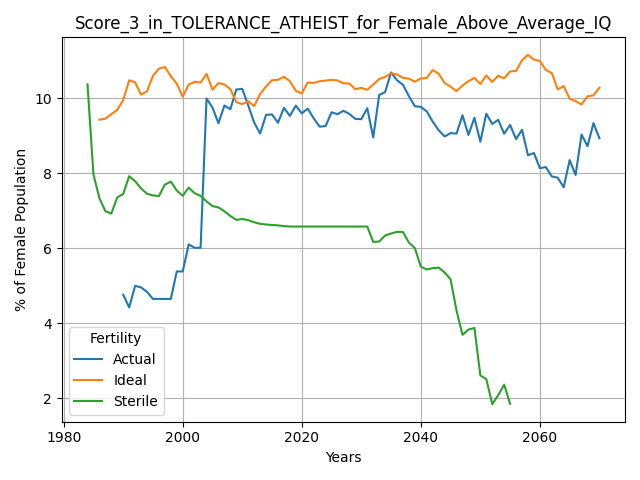 Score_3_in_TOLERANCE_ATHEIST_for_Female_Above_Average_IQ
% of Female Population
10
8
6
4
2
Fertility
Actual
Ideal
Sterile
1980
2000
2020
2040
2060
Years